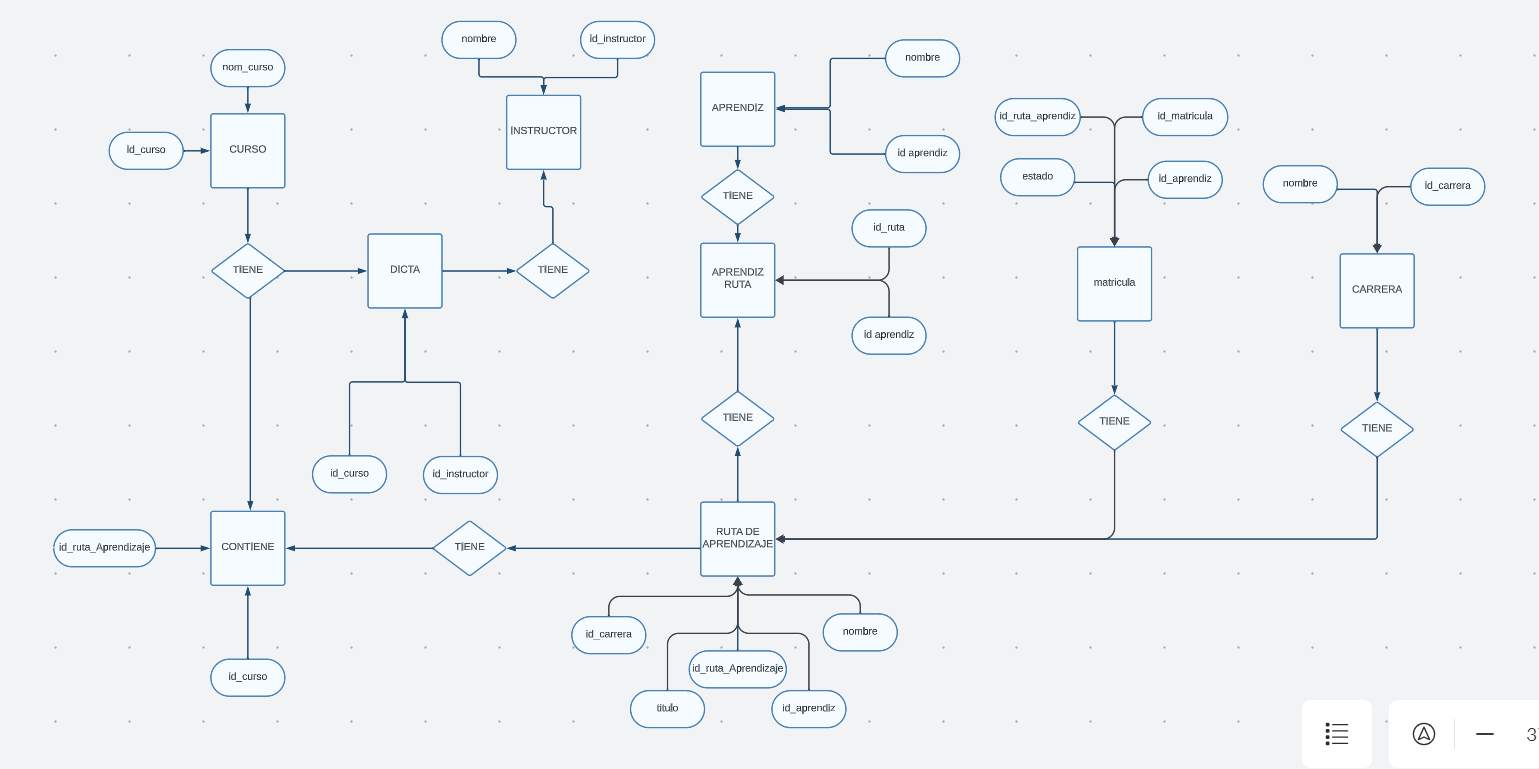 nombre
id_instructor
nombre
nom_curso
APRENDIZ
id_ruta_aprendiz
id_matricula
INSTRUCTOR
id_curso
CURSO
id aprendiz
estado
id_aprendiz
nombre
id_carrera
TIENE
id_ruta
TIENE
DICTA
TIENE
APRENDIZ
RUTA
matricula
CARRERA
id aprendiz
TIENE
TIENE
TIENE
id_curso
id_instructor
id_ruta_Aprendizaje
CONTIENE
TIENE
RUTA DE
APRENDIZAJE
id_carrera
nombre
id_ruta_Aprendizaje
id_curso
titulo
id_aprendiz
3